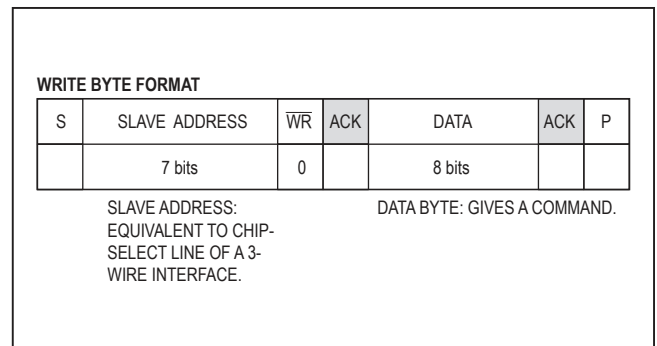 WRITE BYTE FORMAT
S SLAVE ADDRESS WR ACK DATA ACK P
7 bits 0 8 bits
SLAVE ADDRESS:
EQUIVALENT TO CHIP-
SELECT LINE OF A 3-
WIRE INTERFACE.
DATA BYTE: GIVES A COMMAND.